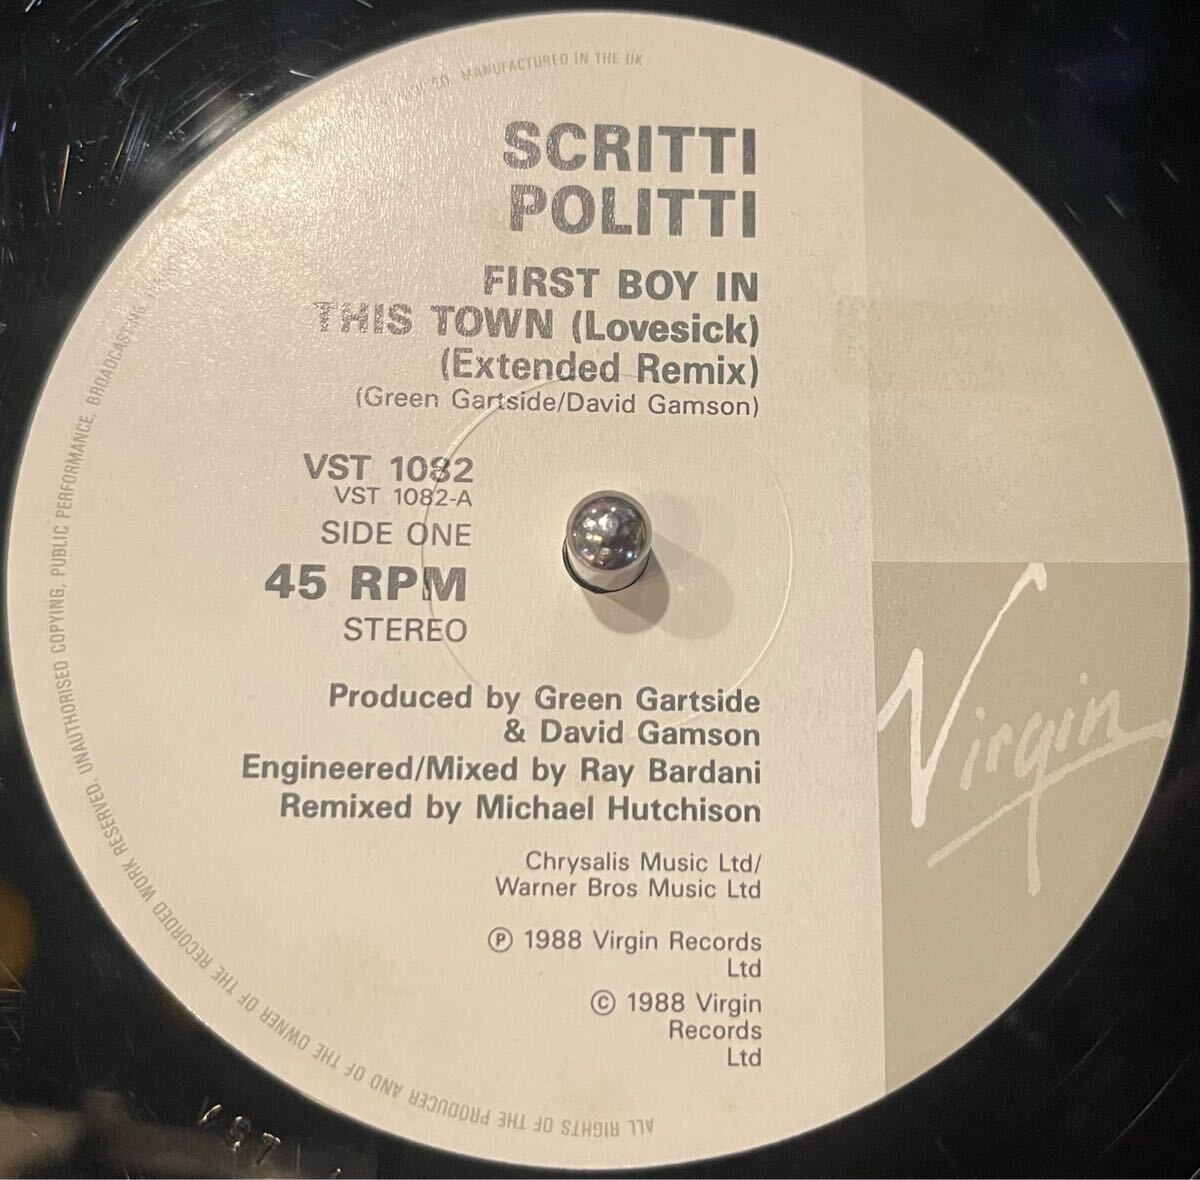 SCRITTI
POLITTI
FIRST BOY IN
THIS TOWN (Lovesick)
(Extended Remix)
(Green Gartside/David Gamson)
VST 1082
VST 1082-A
SIDE ONE
45 RPM
STEREO
Produced by Green Gartside
& David Gamson
Engineered/Mixed by Ray Bardani
Remixed by Michael Hutchison
Chrysalis Music Ltd/
Warner Bros Music Ltd
Ⓟ 1988 Virgin Records
Ltd
© 1988 Virgin
Records
Ltd
Virgin
ALL RIGHTS OF THE PRODUCER AND OF THE OWNER OF THE RECORDED WORK RESERVED. UNAUTHORISED COPYING, PUBLIC PERFORMANCE, BROADCASTING, MANUFACTURED IN THE UK